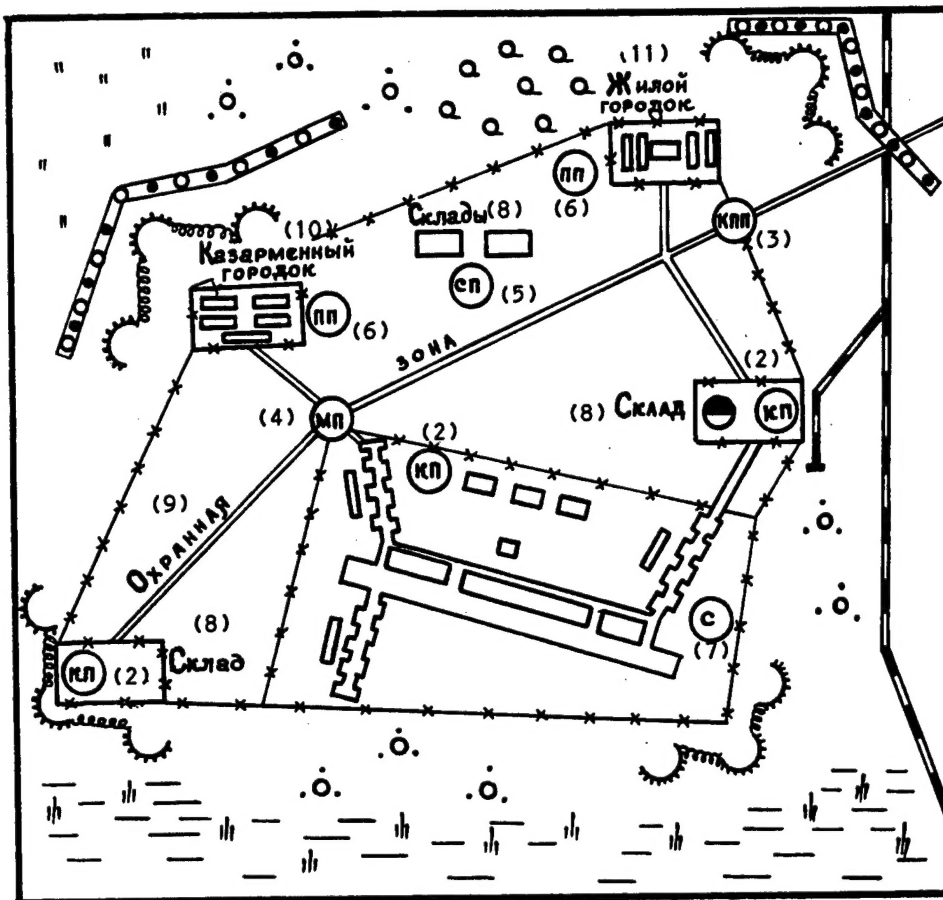 (11)
Жилой
городок
ПП
(6)
Склады(8)
КПП
(3)
(10)
Казарменный
городок
СП
(5)
ПП
(6)
ЗОНА
(2)
(8) Склад
КП
(4)
МП
(2)
КП
(9)
Охранная
С
(7)
(8)
Склад
КП
(2)